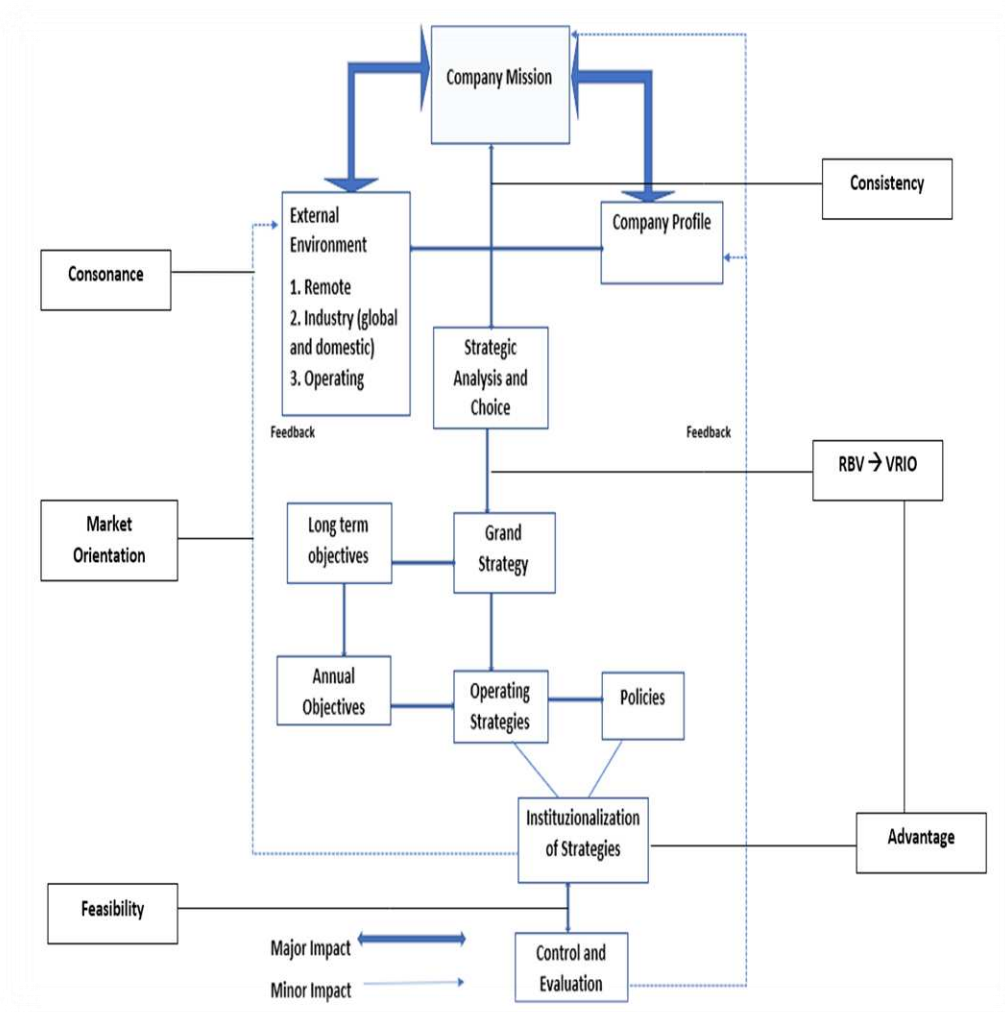 Company Mission
Consistency
External
Environment
1. Remote
2. Industry (global
and domestic)
3. Operating
Company Profile
Consonance
Strategic
Analysis and
Choice
Feedback
Feedback
RBV → VRIO
Market
Orientation
Long term
objectives
Grand
Strategy
Annual
Objectives
Operating
Strategies
Policies
Instituzionalization
of Strategies
Advantage
Feasibility
Major Impact
Minor Impact
Control and
Evaluation